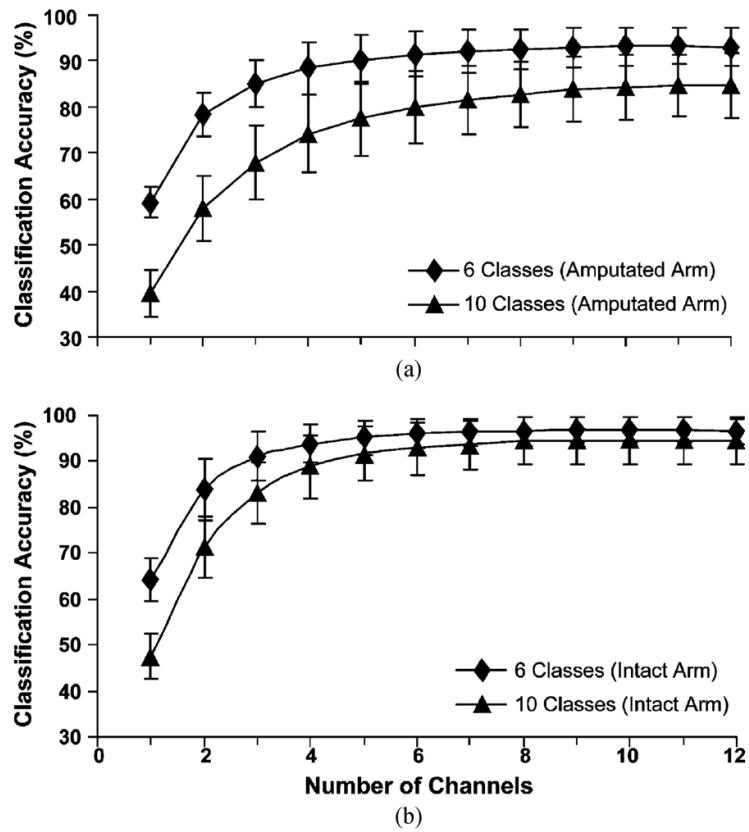 100
90
80
70
60
50
40
30
Classification Accuracy (%)
6 Classes (Amputated Arm)
10 Classes (Amputated Arm)
(a)
100
90
80
70
60
50
40
30
Classification Accuracy (%)
6 Classes (Intact Arm)
10 Classes (Intact Arm)
0 2 4 6 8 10 12
Number of Channels
(b)